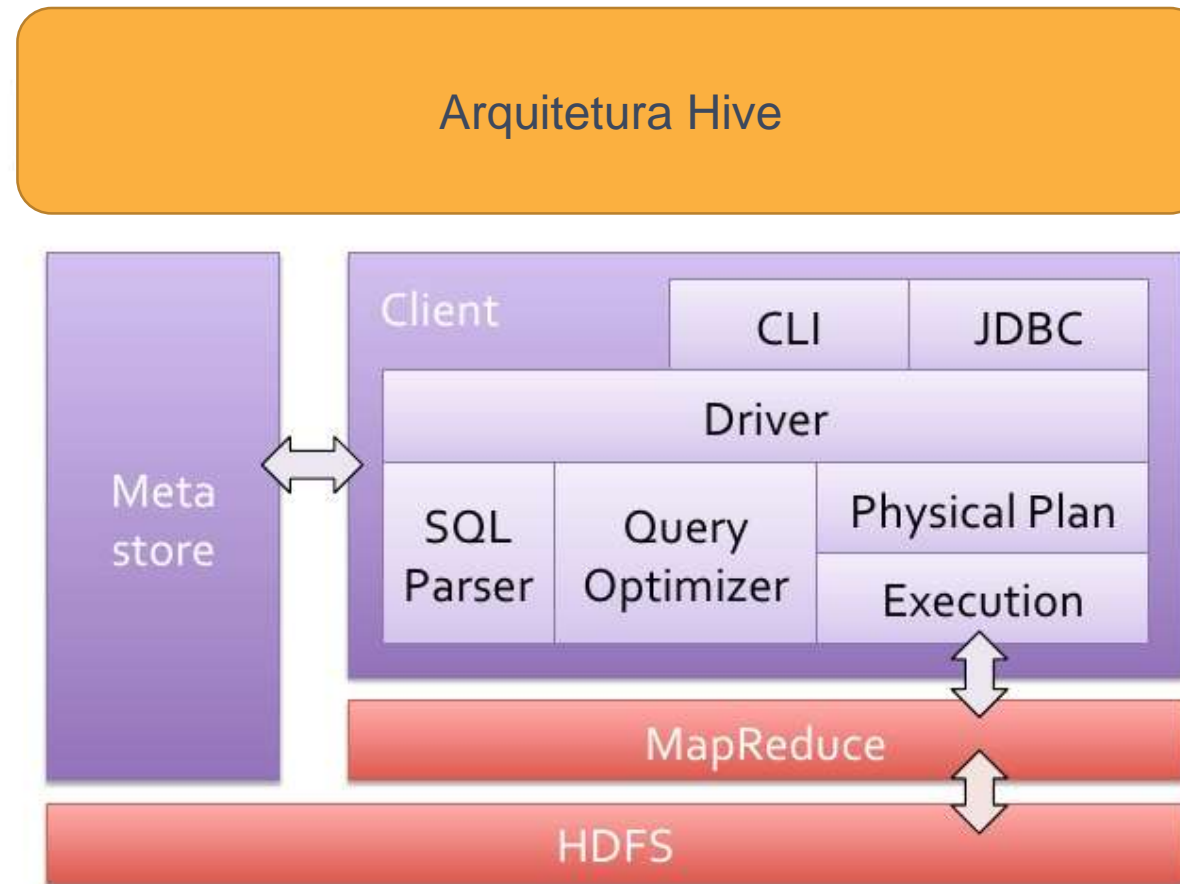 Arquitetura Hive
Client
CLI
JDBC
Driver
Meta
store
SQL
Parser
Query
Optimizer
Physical Plan
Execution
MapReduce
HDFS